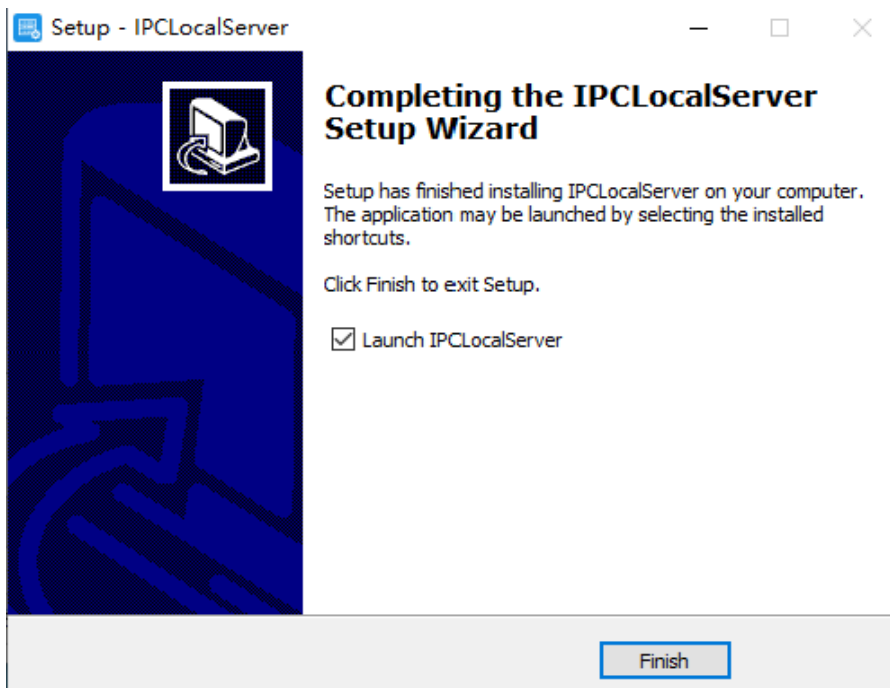 Setup - IPCLocalServer
Completing the IPCLocalServer
Setup Wizard
Setup has finished installing IPCLocalServer on your computer.
The application may be launched by selecting the installed
shortcuts.
Click Finish to exit Setup.
Launch IPCLocalServer
Finish